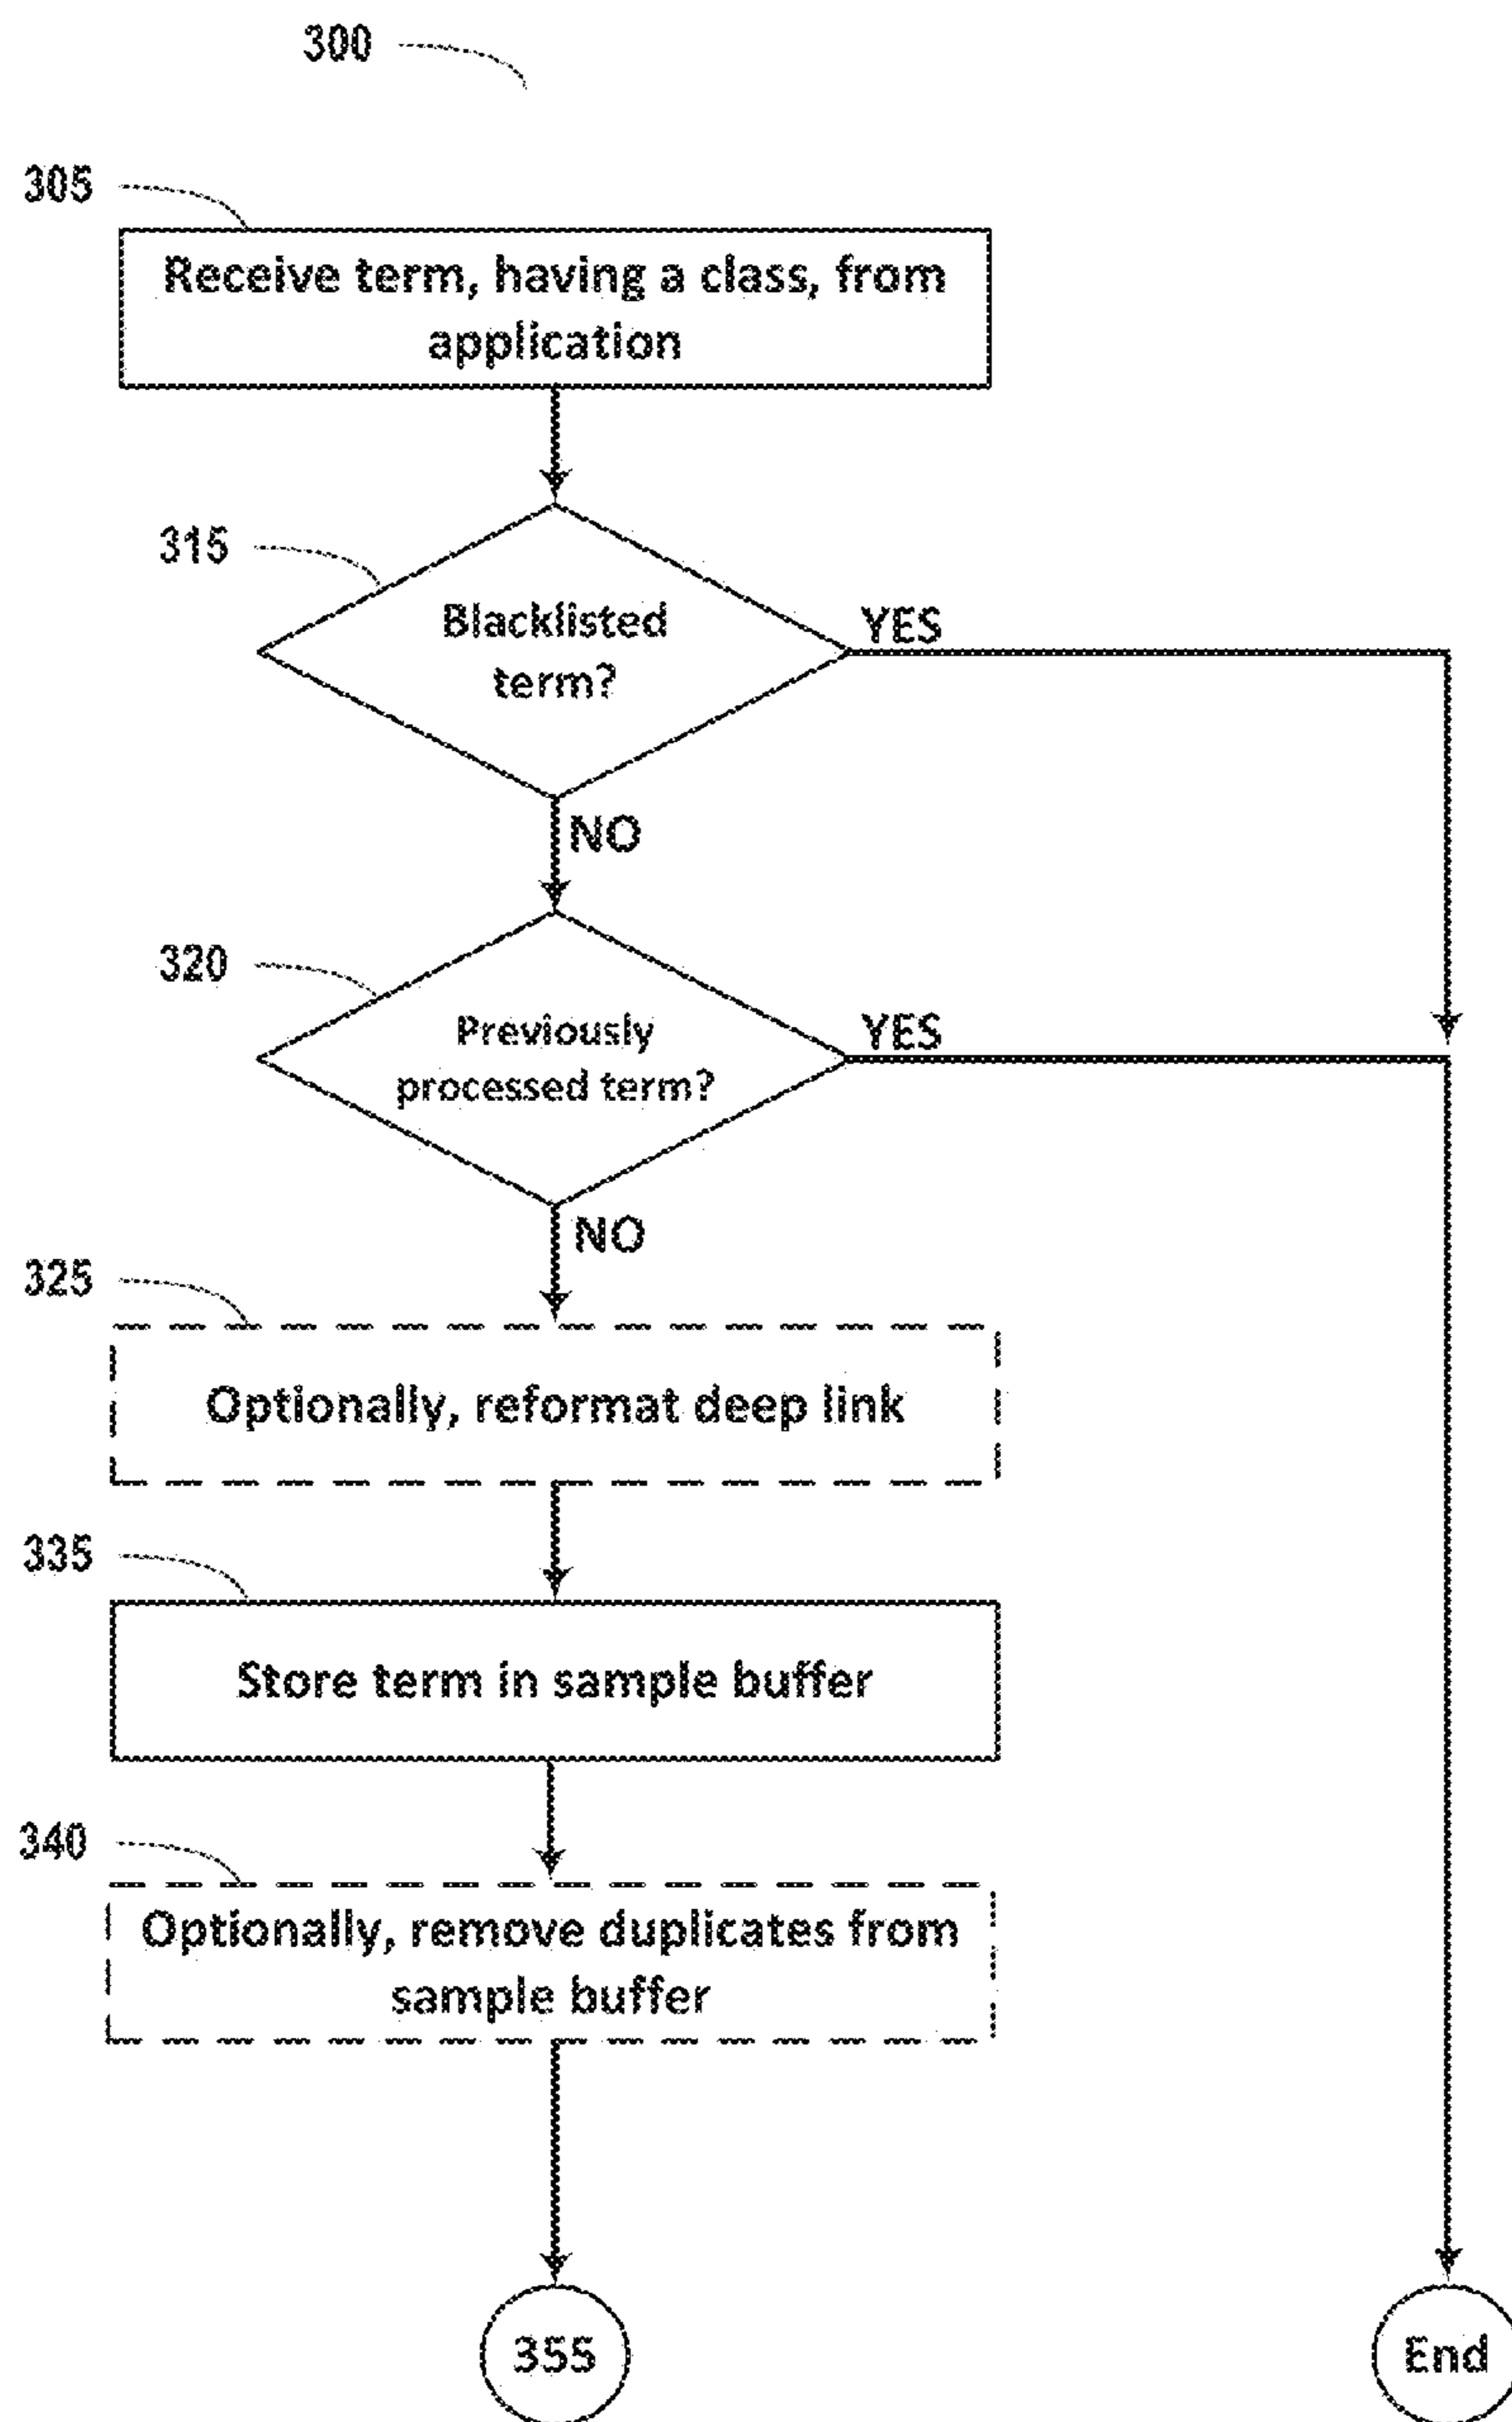 300
305
Receive term, having a class, from
application
315
Blacklisted
term?
YES
NO
320
Previously
processed term?
YES
NO
325
Optionally, reformat deep link
335
Store term in sample buffer
340
Optionally, remove duplicates from
sample buffer
355
End